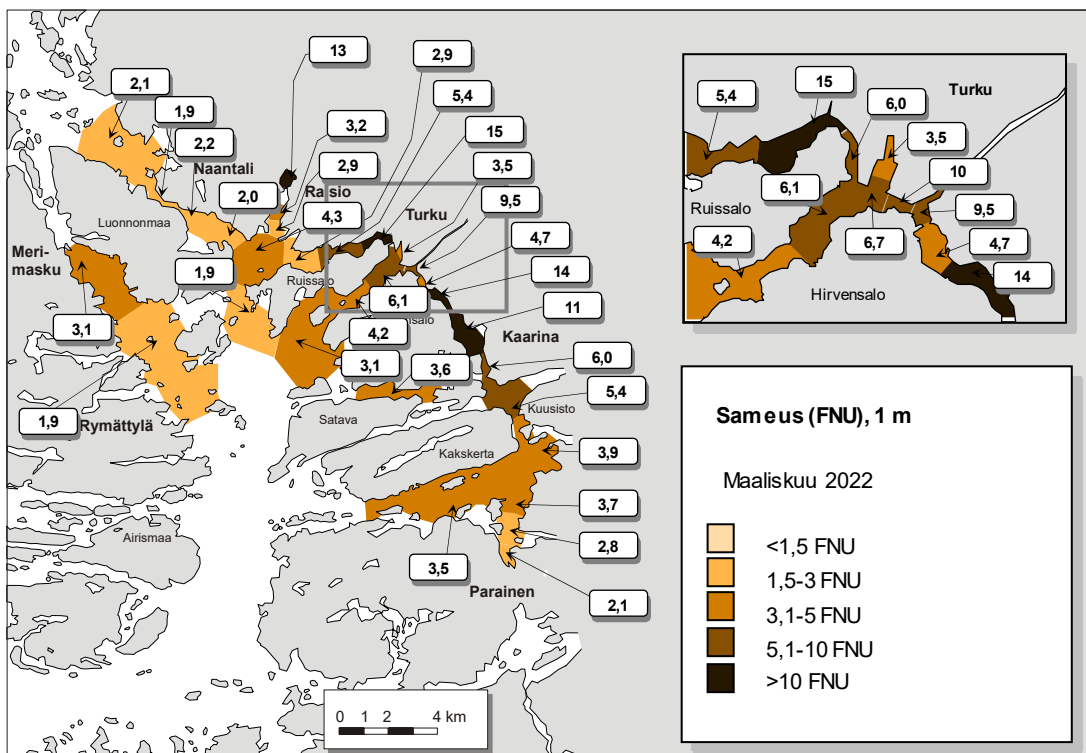 13
2,9
2,1
5,4
1,9
3,2
15
2,2
Naantali
2,9
3,5
Raisio
2,0
4,3
Turku
9,5
Luonnonmaa
4,7
Meri-
masku
1,9
Ruissalo
14
6,1
11
3,1
4,2
Kaarina
3,1
3,6
6,0
1,9
Rymättylä
Satava
Kuusisto
5,4
Kakskerta
3,9
3,7
Airismaa
2,8
3,5
Parainen
2,1
0 1 2 4 km
15
5,4
6,0
Turku
3,5
10
6,1
Ruissalo
9,5
4,2
6,7
4,7
14
Hirvensalo
Sameus (FNU), 1 m
Maaliskuu 2022
<1,5 FNU
1,5-3 FNU
3,1-5 FNU
5,1-10 FNU
>10 FNU